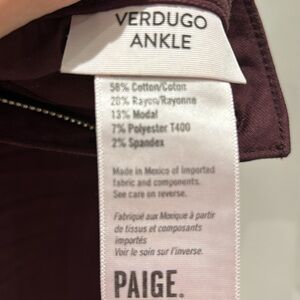 VERDUGO
ANKLE
58% Cotton/Coton
20% Rayon/Rayonne
13% Modal
7% Polyester T400
2% Spandex
Made in Mexico of imported
fabric and components.
See care on reverse.
Fabriqué aux Mexique à partir
de tissus et composants
importés
Voir le soin sur l'inverse.
PAIGE.